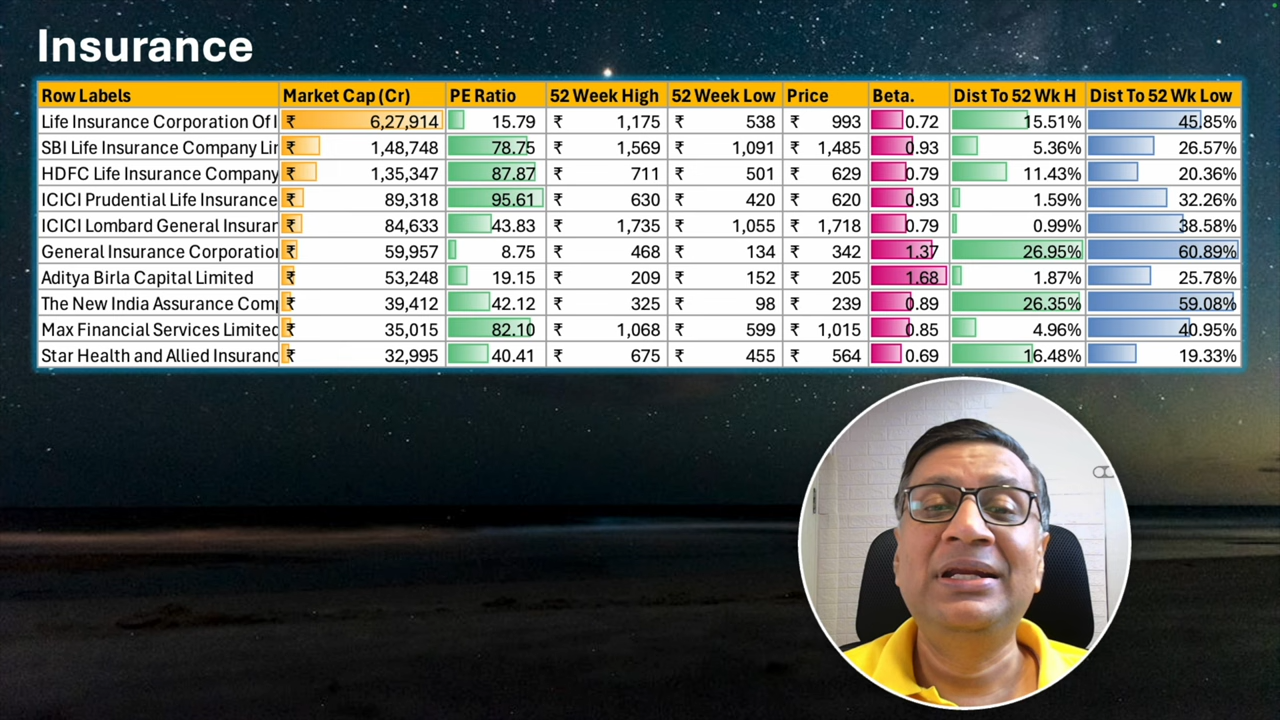 Insurance
Row Labels Market Cap (Cr) PE Ratio 52 Week High 52 Week Low Price Beta. Dist To 52 Wk H Dist To 52 Wk Low
Life Insurance Corporation Of I ₹ 6,27,914 15.79 ₹ 1,175 ₹ 538 ₹ 993 0.72 15.51% 45.85%
SBI Life Insurance Company Lir ₹ 1,48,748 78.75 ₹ 1,569 ₹ 1,091 ₹ 1,485 0.93 5.36% 26.57%
HDFC Life Insurance Company ₹ 1,35,347 87.87 ₹ 711 ₹ 501 ₹ 629 0.79 11.43% 20.36%
ICICI Prudential Life Insurance ₹ 89,318 95.61 ₹ 630 ₹ 420 ₹ 620 0.93 1.59% 32.26%
ICICI Lombard General Insurar ₹ 84,633 43.83 ₹ 1,735 ₹ 1,055 ₹ 1,718 0.79 0.99% 38.58%
General Insurance Corporation ₹ 59,957 8.75 ₹ 468 ₹ 134 ₹ 342 1.37 26.95% 60.89%
Aditya Birla Capital Limited ₹ 53,248 19.15 ₹ 209 ₹ 152 ₹ 205 1.68 1.87% 25.78%
The New India Assurance Comp ₹ 39,412 42.12 ₹ 325 ₹ 98 ₹ 239 0.89 26.35% 59.08%
Max Financial Services Limited ₹ 35,015 82.10 ₹ 1,068 ₹ 599 ₹ 1,015 0.85 4.96% 40.95%
Star Health and Allied Insuranc ₹ 32,995 40.41 ₹ 675 ₹ 455 ₹ 564 0.69 16.48% 19.33%